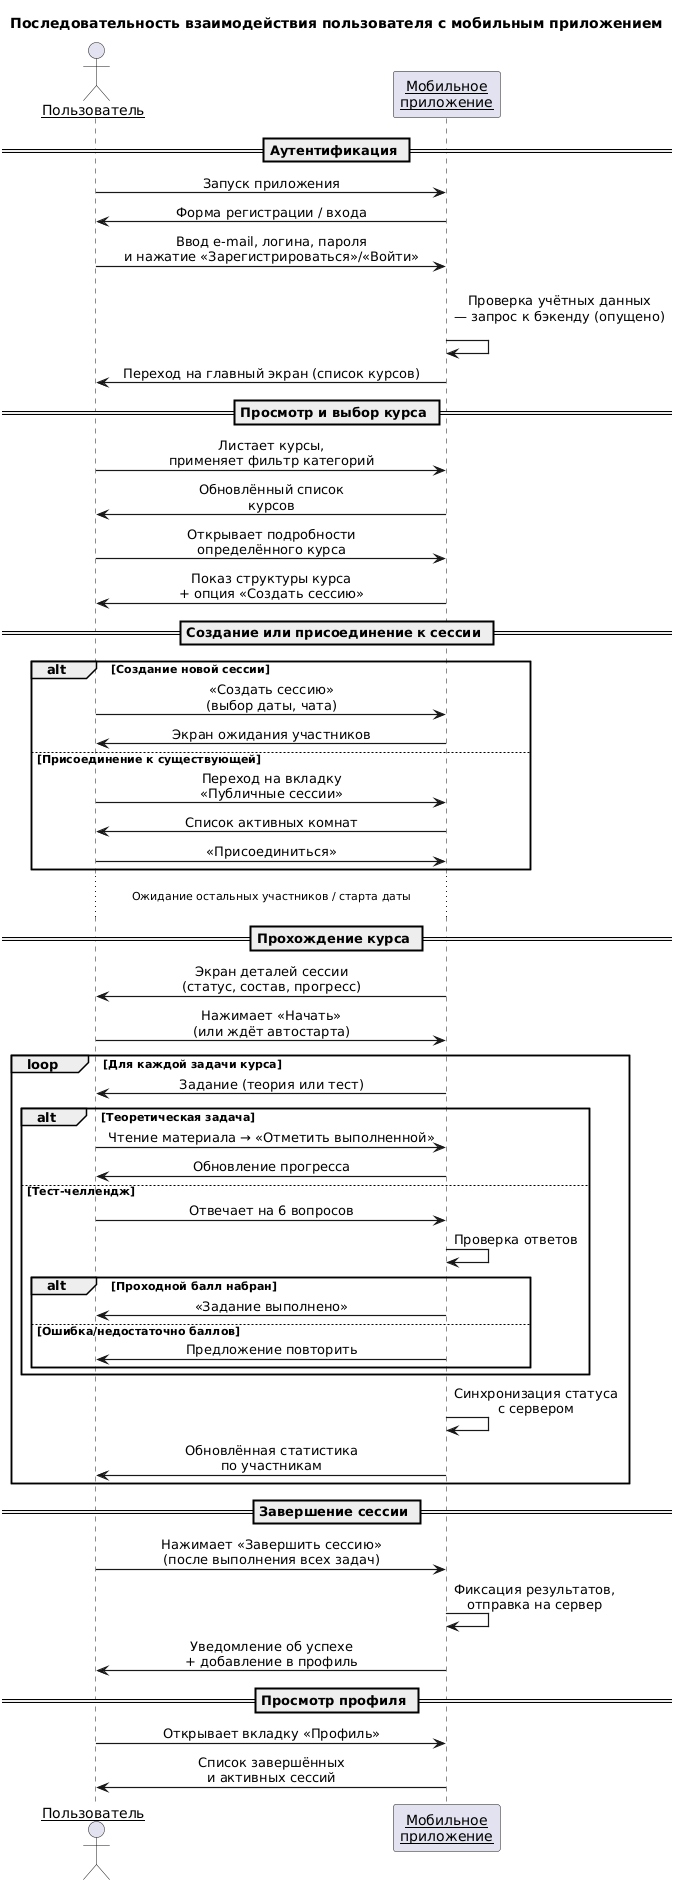 Последовательность взаимодействия пользователя с мобильным приложением
Пользователь
Мобильное
приложение
Аутентификация
Запуск приложения
Форма регистрации / входа
Ввод e-mail, логина, пароля
и нажатие «Зарегистрироваться»/«Войти»
Проверка учётных данных
— запрос к бэкенду (опущено)
Переход на главный экран (список курсов)
Просмотр и выбор курса
Листает курсы,
применяет фильтр категорий
Обновлённый список
курсов
Открывает подробности
определённого курса
Показ структуры курса
+ опция «Создать сессию»
Создание или присоединение к сессии
alt [Создание новой сессии]
«Создать сессию»
(выбор даты, чата)
Экран ожидания участников
[Присоединение к существующей]
Переход на вкладку
«Публичные сессии»
Список активных комнат
«Присоединиться»
Ожидание остальных участников / старта даты
Прохождение курса
Экран деталей сессии
(статус, состав, прогресс)
Нажимает «Начать»
(или ждёт автостарта)
loop [Для каждой задачи курса]
Задание (теория или тест)
alt [Теоретическая задача]
Чтение материала → «Отметить выполненной»
Обновление прогресса
[Тест-челлендж]
Отвечает на 6 вопросов
Проверка ответов
alt [Проходной балл набран]
«Задание выполнено»
[Ошибка/недостаточно баллов]
Предложение повторить
Синхронизация статуса
с сервером
Обновлённая статистика
по участникам
Завершение сессии
Нажимает «Завершить сессию»
(после выполнения всех задач)
Фиксация результатов,
отправка на сервер
Уведомление об успехе
+ добавление в профиль
Просмотр профиля
Открывает вкладку «Профиль»
Список завершённых
и активных сессий
Пользователь
Мобильное
приложение